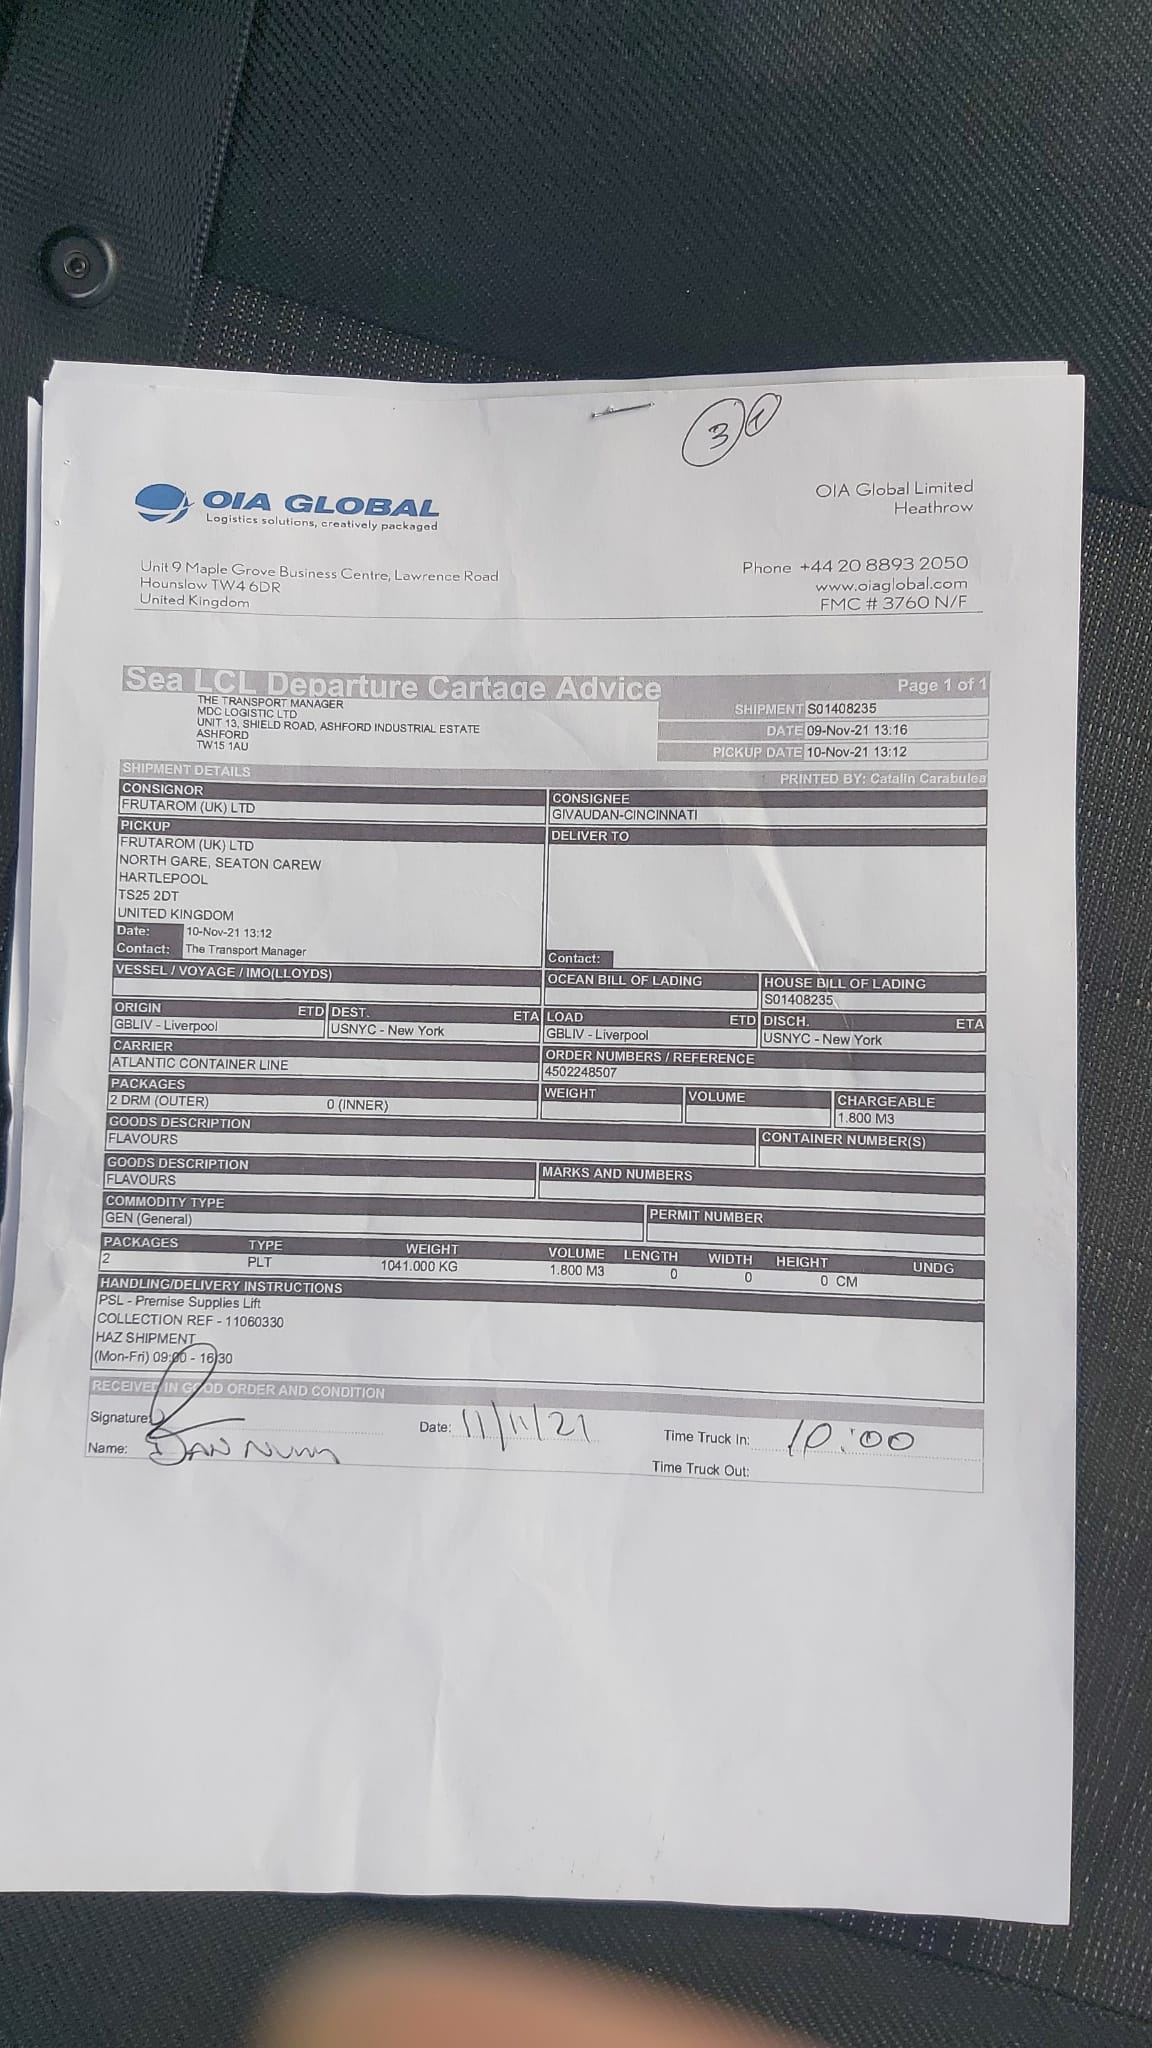 3 1
OIA GLOBAL
Logistics solutions, creatively packaged
OIA Global Limited
Heathrow
Unit 9 Maple Grove Business Centre, Lawrence Road
Hounslow TW4 6DR
United Kingdom
Phone +44 20 8893 2050
www.oiaglobal.com
FMC # 3760 N/F
Sea LCL Departure Cartage Advice Page 1 of 1
THE TRANSPORT MANAGER
MDC LOGISTIC LTD
UNIT 13, SHIELD ROAD, ASHFORD INDUSTRIAL ESTATE
ASHFORD
TW15 1AU
SHIPMENT S01408235
DATE 09-Nov-21 13:16
PICKUP DATE 10-Nov-21 13:12
SHIPMENT DETAILS PRINTED BY: Catalin Carabulea
CONSIGNOR
FRUTAROM (UK) LTD
CONSIGNEE
GIVAUDAN-CINCINNATI
PICKUP
FRUTAROM (UK) LTD
NORTH GARE, SEATON CAREW
HARTLEPOOL
TS25 2DT
UNITED KINGDOM
Date: 10-Nov-21 13:12
Contact: The Transport Manager
DELIVER TO
Contact:
VESSEL / VOYAGE / IMO(LLOYDS)
OCEAN BILL OF LADING
HOUSE BILL OF LADING
S01408235
ORIGIN ETD DEST. ETA LOAD ETD DISCH. ETA
GBLIV - Liverpool USNYC - New York GBLIV - Liverpool USNYC - New York
CARRIER
ATLANTIC CONTAINER LINE
ORDER NUMBERS / REFERENCE
4502248507
PACKAGES
2 DRM (OUTER) 0 (INNER)
WEIGHT VOLUME CHARGEABLE
1.800 M3
GOODS DESCRIPTION
FLAVOURS
CONTAINER NUMBER(S)
GOODS DESCRIPTION
FLAVOURS
MARKS AND NUMBERS
COMMODITY TYPE
GEN (General)
PERMIT NUMBER
PACKAGES TYPE WEIGHT VOLUME LENGTH WIDTH HEIGHT UNDG
2 PLT 1041.000 KG 1.800 M3 0 0 0 CM
HANDLING/DELIVERY INSTRUCTIONS
PSL - Premise Supplies Lift
COLLECTION REF - 11060330
HAZ SHIPMENT
(Mon-Fri) 09:00 - 16:30
RECEIVED IN GOOD ORDER AND CONDITION
Signature: Date: 11/11/21 Time Truck In: 10:00
Name: Time Truck Out: